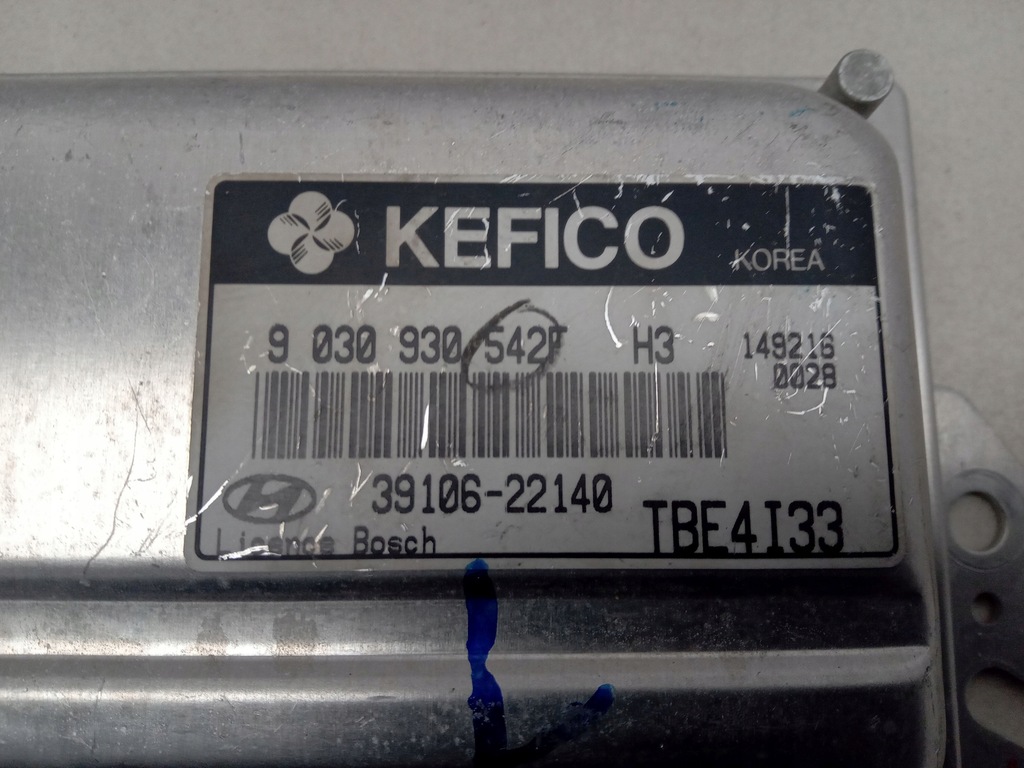 KEFICO
KOREA
9 030 930 542F H3 149216
0028
39106-22140
Licence Bosch
TBE4I33